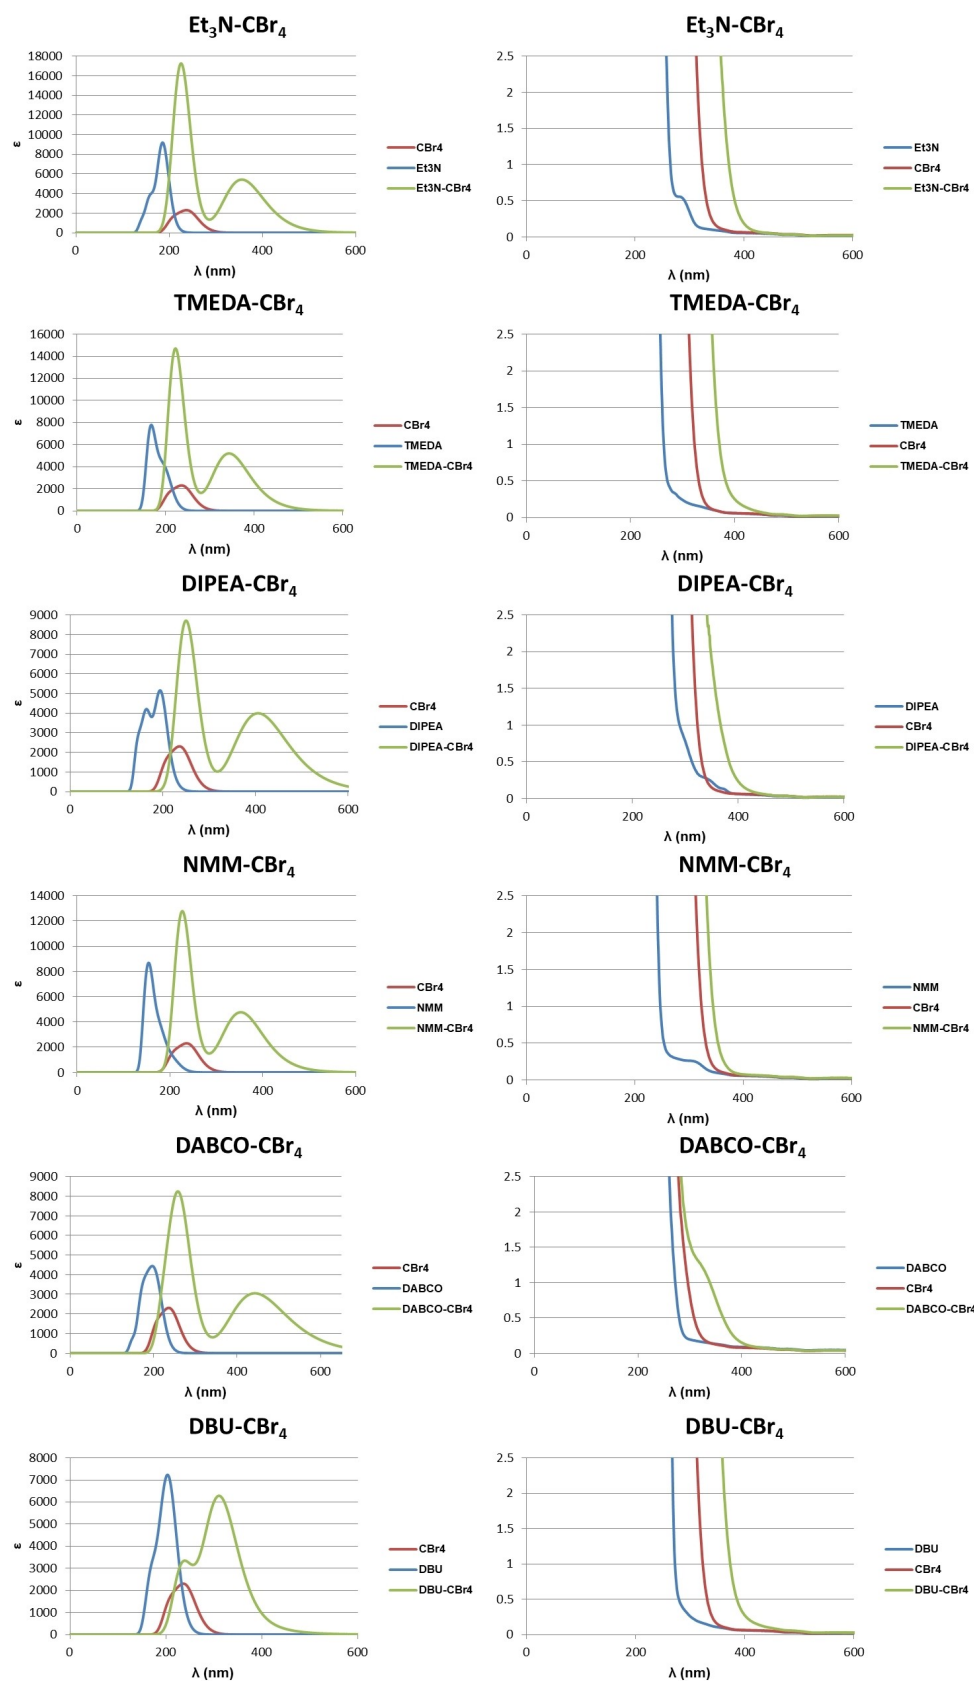 Et₃N-CBr₄
18000
16000
14000
12000
10000
8000
6000
4000
2000
0
ε
0 200 400 600
λ (nm)
CBr4
Et3N
Et3N-CBr4
Et₃N-CBr₄
2.5
2
1.5
1
0.5
0
0 200 400 600
λ (nm)
Et3N
CBr4
Et3N-CBr4
TMEDA-CBr₄
16000
14000
12000
10000
8000
6000
4000
2000
0
ε
0 200 400 600
λ (nm)
CBr4
TMEDA
TMEDA-CBr4
TMEDA-CBr₄
2.5
2
1.5
1
0.5
0
0 200 400 600
λ (nm)
TMEDA
CBr4
TMEDA-CBr4
DIPEA-CBr₄
9000
8000
7000
6000
5000
4000
3000
2000
1000
0
ε
0 200 400 600
λ (nm)
CBr4
DIPEA
DIPEA-CBr4
DIPEA-CBr₄
2.5
2
1.5
1
0.5
0
0 200 400 600
λ (nm)
DIPEA
CBr4
DIPEA-CBr4
NMM-CBr₄
14000
12000
10000
8000
6000
4000
2000
0
ε
0 200 400 600
λ (nm)
CBr4
NMM
NMM-CBr4
NMM-CBr₄
2.5
2
1.5
1
0.5
0
0 200 400 600
λ (nm)
NMM
CBr4
NMM-CBr4
DABCO-CBr₄
9000
8000
7000
6000
5000
4000
3000
2000
1000
0
ε
0 200 400 600
λ (nm)
CBr4
DABCO
DABCO-CBr4
DABCO-CBr₄
2.5
2
1.5
1
0.5
0
0 200 400 600
λ (nm)
DABCO
CBr4
DABCO-CBr4
DBU-CBr₄
8000
7000
6000
5000
4000
3000
2000
1000
0
ε
0 200 400 600
λ (nm)
CBr4
DBU
DBU-CBr4
DBU-CBr₄
2.5
2
1.5
1
0.5
0
0 200 400 600
λ (nm)
DBU
CBr4
DBU-CBr4